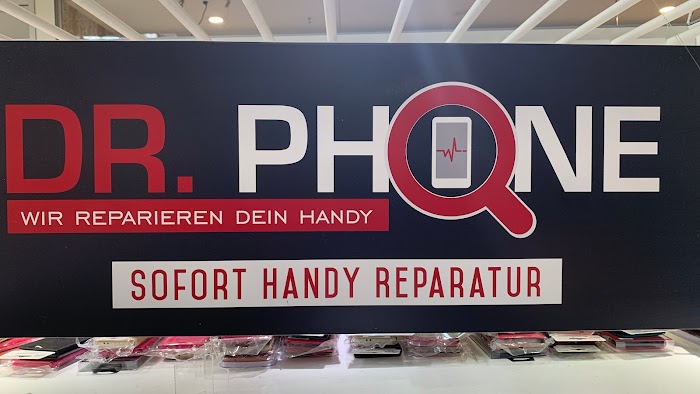 DR. PHONE
WIR REPARIEREN DEIN HANDY
SOFORT HANDY REPARATUR